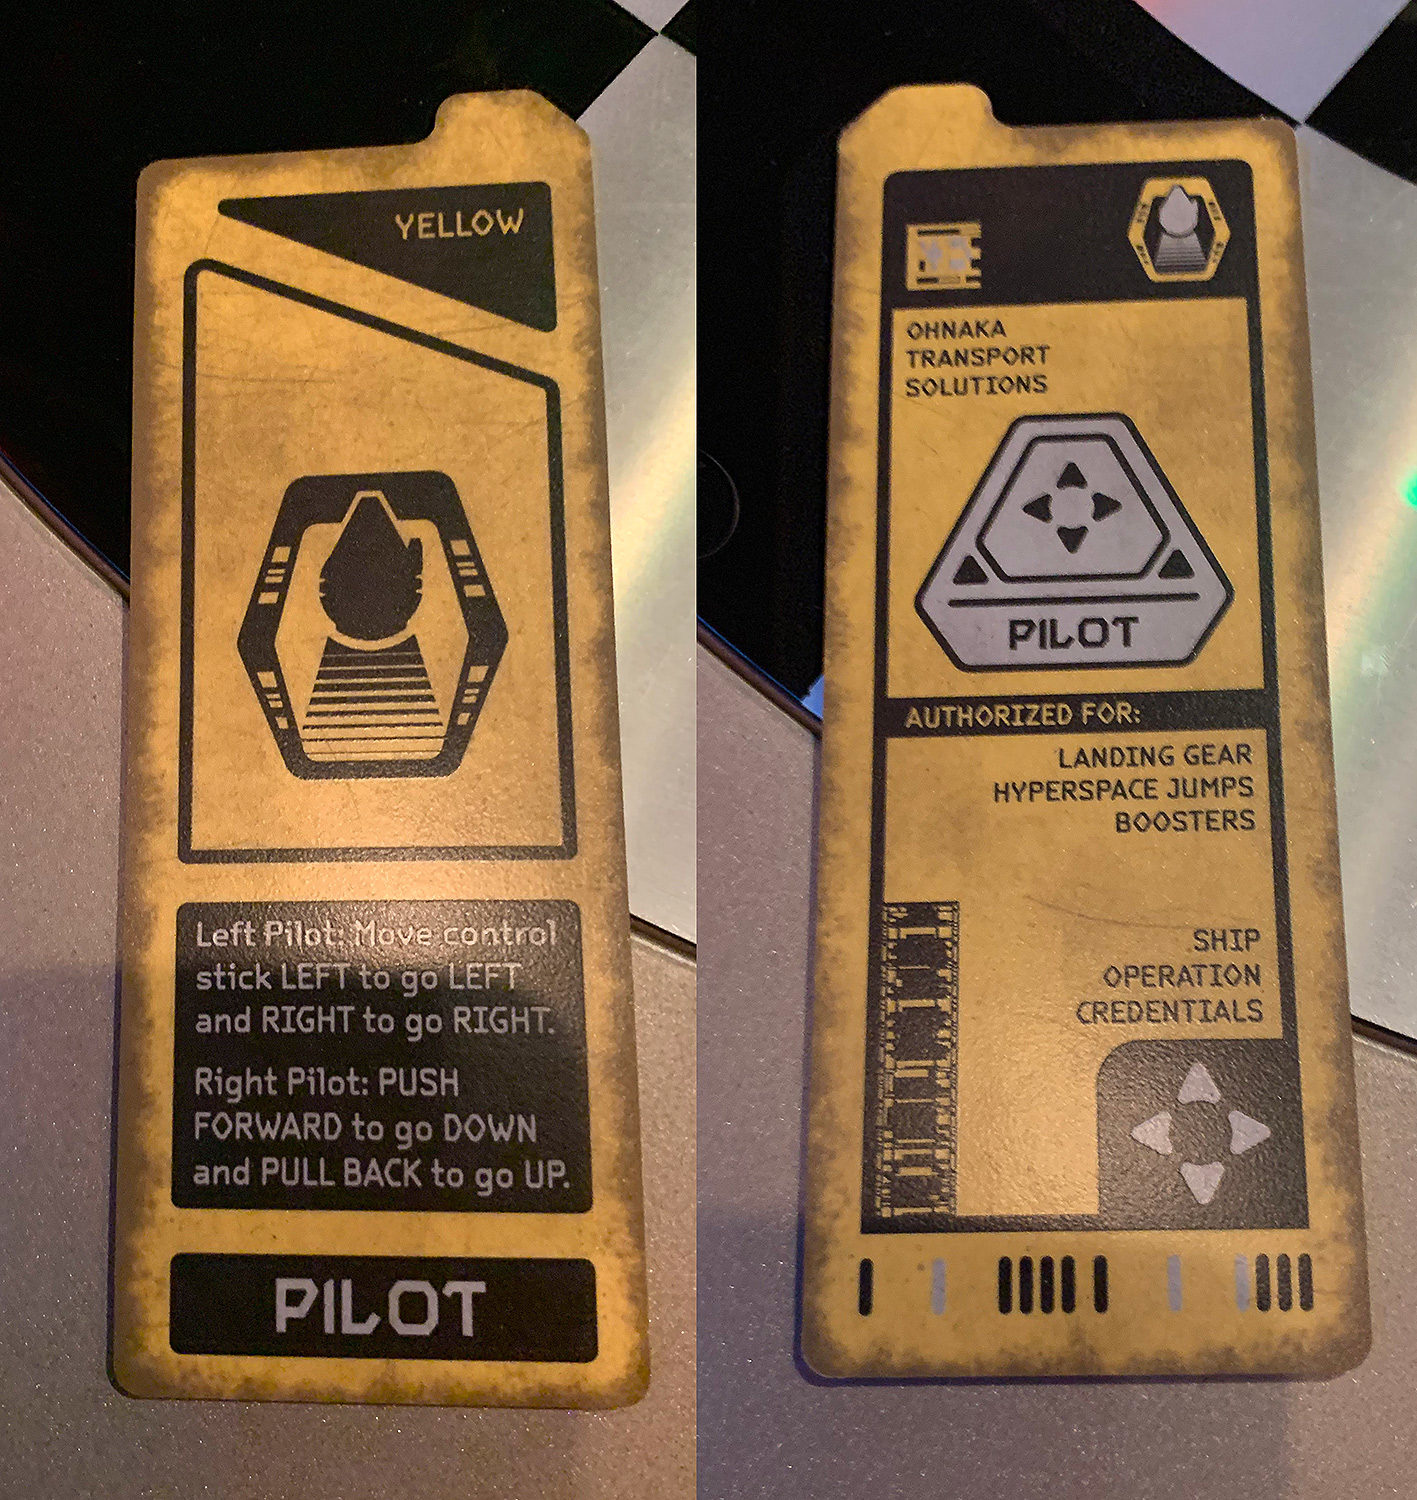 YELLOW
Left Pilot: Move control
stick LEFT to go LEFT
and RIGHT to go RIGHT.
Right Pilot: PUSH
FORWARD to go DOWN
and PULL BACK to go UP.
PILOT
OHNAKA
TRANSPORT
SOLUTIONS
PILOT
AUTHORIZED FOR:
LANDING GEAR
HYPERSPACE JUMPS
BOOSTERS
SHIP
OPERATION
CREDENTIALS